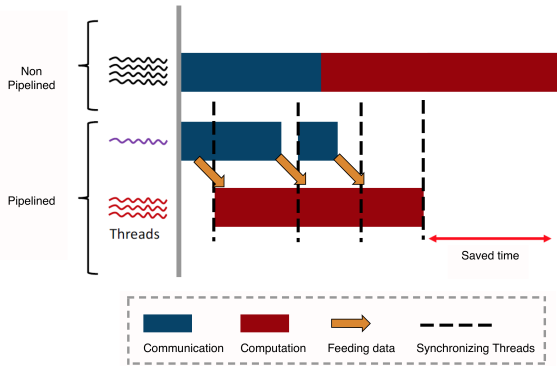 Non
Pipelined
Pipelined
Threads
Saved time
Communication
Computation
Feeding data
Synchronizing Threads